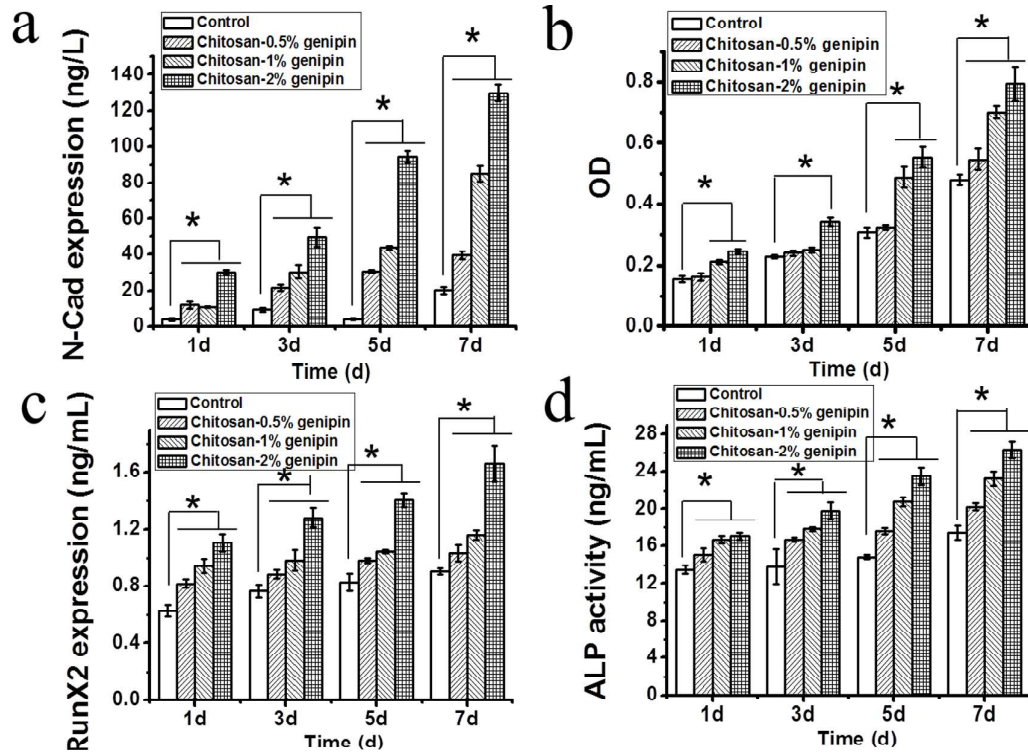 a
N-Cad expression (ng/L)
Control
Chitosan-0.5% genipin
Chitosan-1% genipin
Chitosan-2% genipin
140
120
100
80
60
40
20
0
*
*
*
*
1d 3d 5d 7d
Time (d)
b
OD
Control
Chitosan-0.5% genipin
Chitosan-1% genipin
Chitosan-2% genipin
0.8
0.6
0.4
0.2
0.0
*
*
*
*
1d 3d 5d 7d
Time (d)
c
RunX2 expression (ng/mL)
Control
Chitosan-0.5% genipin
Chitosan-1% genipin
Chitosan-2% genipin
1.6
1.2
0.8
0.4
0.0
*
*
*
*
1d 3d 5d 7d
Time (d)
d
ALP activity (ng/mL)
Control
Chitosan-0.5% genipin
Chitosan-1% genipin
Chitosan-2% genipin
28
24
20
16
12
8
4
0
*
*
*
*
1d 3d 5d 7d
Time (d)